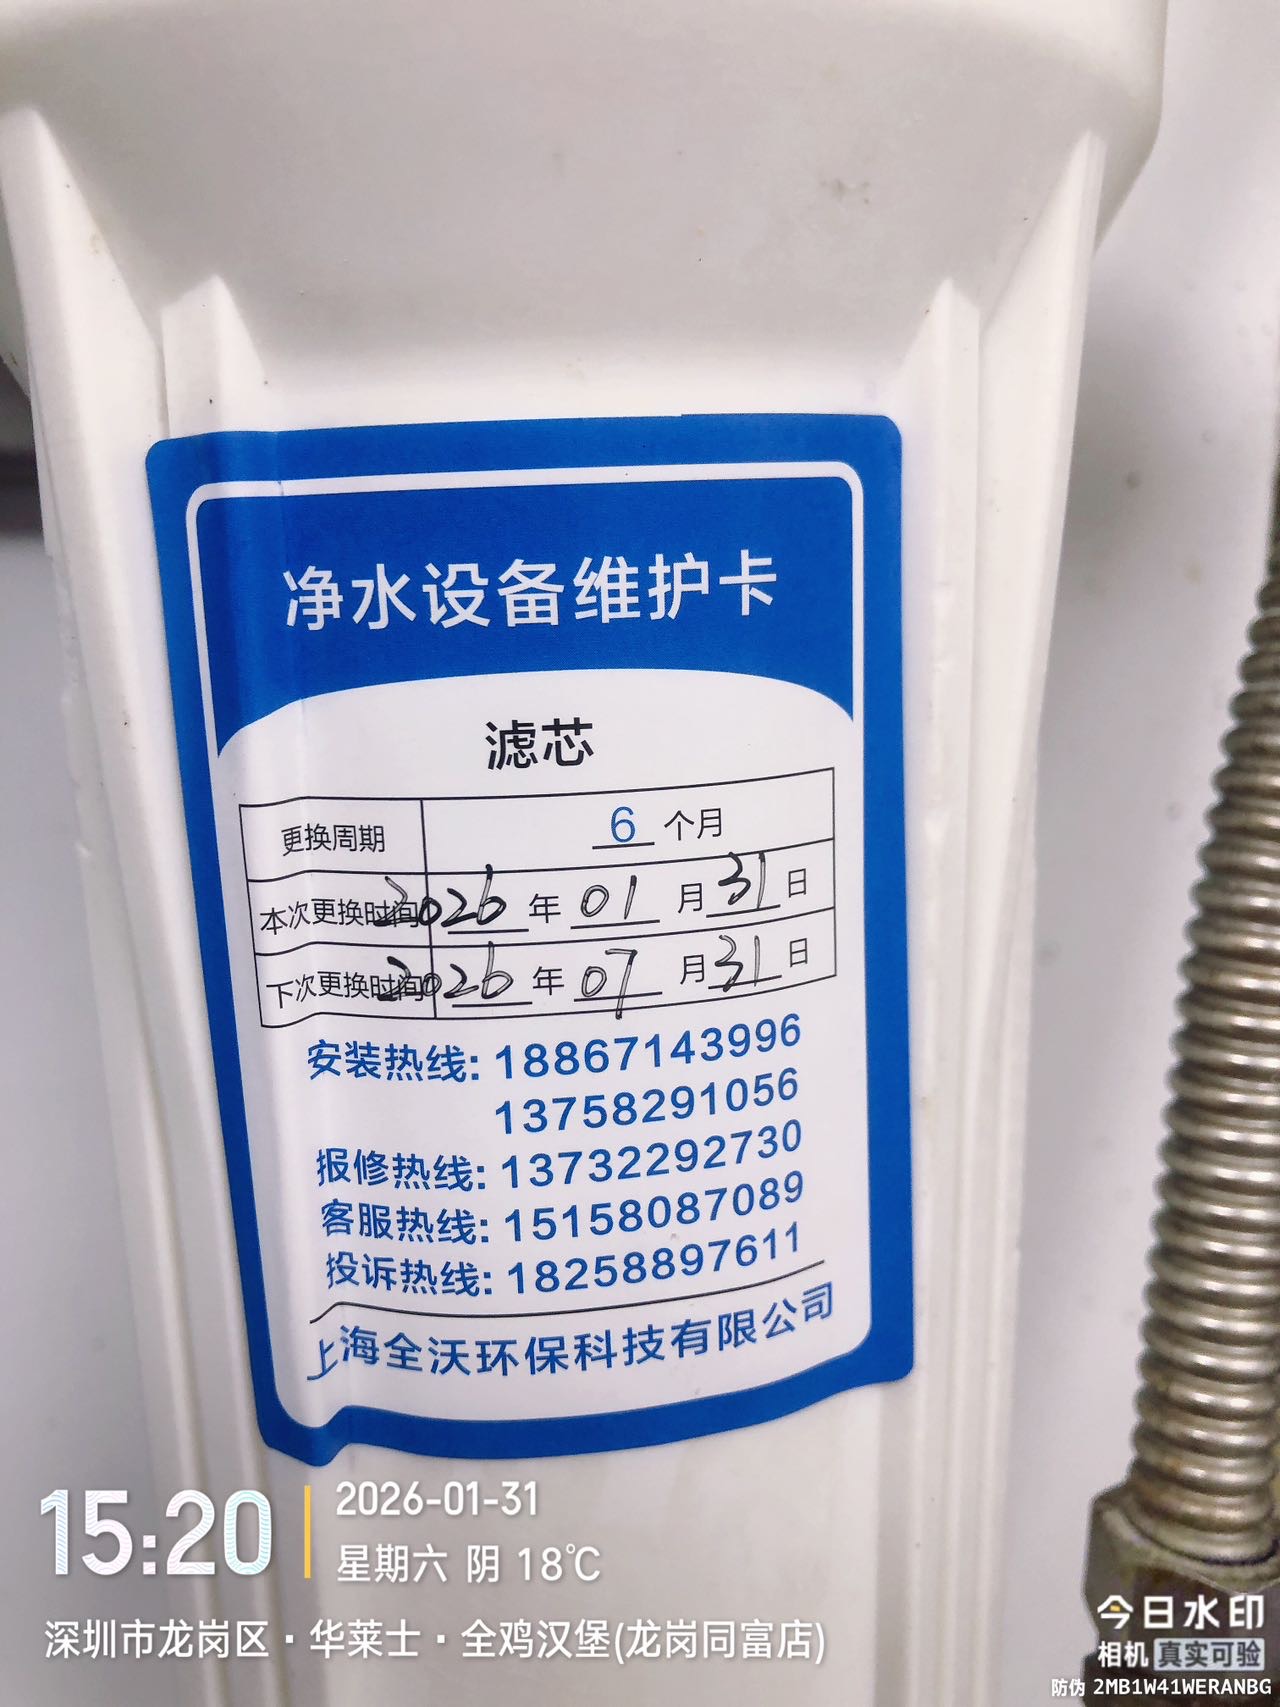 净水设备维护卡
滤芯
更换周期 6 个月
本次更换时间 2026 年 01 月 31 日
下次更换时间 2026 年 07 月 31 日
安装热线: 18867143996
13758291056
报修热线: 13732292730
客服热线: 15158087089
投诉热线: 18258897611
上海全沃环保科技有限公司
15:20
2026-01-31
星期六 阴 18℃
深圳市龙岗区·华莱士·全鸡汉堡(龙岗同富店)
今日水印
相机 真实可验
防伪 2MB1W41WERANBG